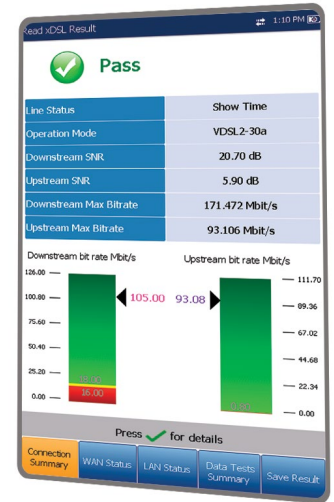 Read xDSL Result 1:10 PM
Pass
Line Status Show Time
Operation Mode VDSL2-30a
Downstream SNR 20.70 dB
Upstream SNR 5.90 dB
Downstream Max Bitrate 171.472 Mbit/s
Upstream Max Bitrate 93.106 Mbit/s
Downstream bit rate Mbit/s Upstream bit rate Mbit/s
126.00 111.70
100.80 105.00 93.08 89.36
75.60 67.02
50.40 44.68
25.20 22.34
16.00
0.00 0.00
Press for details
Connection Summary WAN Status LAN Status Data Tests Summary Save Result